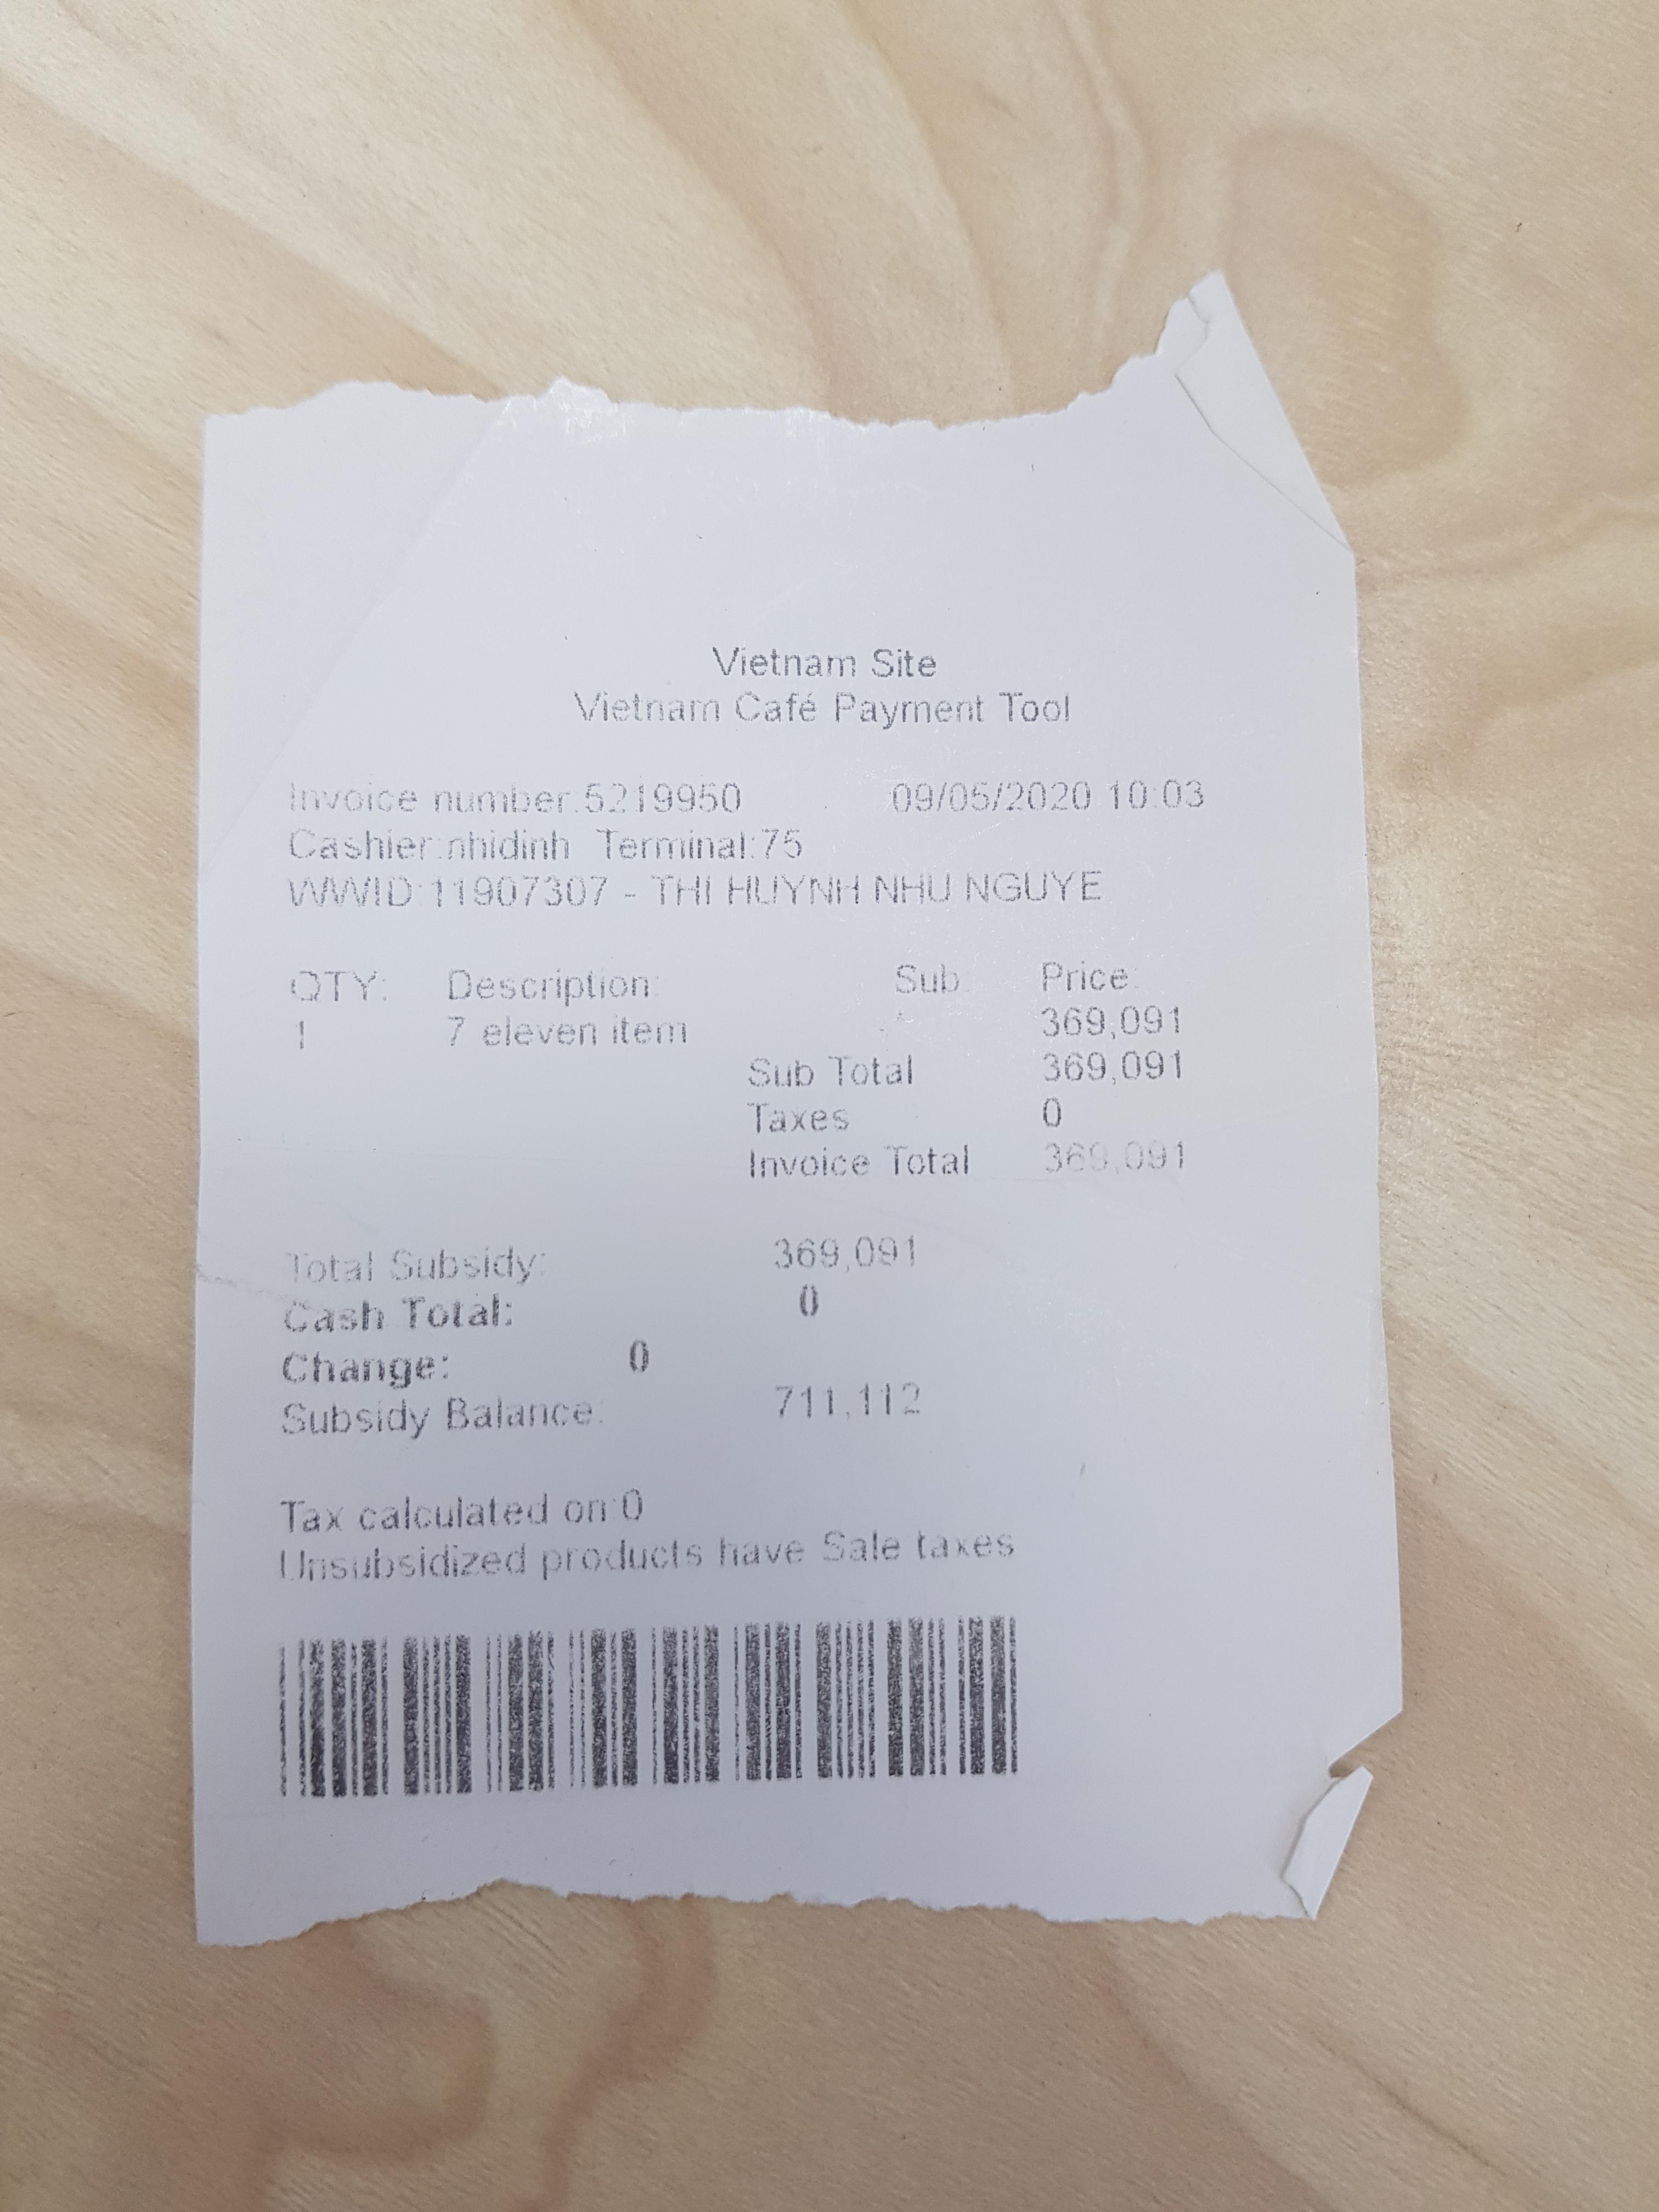 Vietnam Site
Vietnam Café Payment Tool
Invoice number:5219950 09/05/2020 10:03
Cashier:nhidinh Terminal:75
WWID:11907307 - THI HUYNH NHU NGUYE
QTY: Description: Sub: Price:
1 7 eleven item 369,091
Sub Total 369,091
Taxes 0
Invoice Total 369,091
Total Subsidy: 369,091
Cash Total: 0
Change: 0
Subsidy Balance: 711,112
Tax calculated on:0
Unsubsidized products have Sale taxes